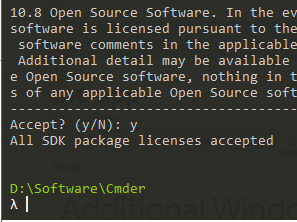 10.8 Open Source Software. In the ev
software is licensed pursuant to the
software comments in the applicable
Additional detail may be available
e Open Source software, nothing in t
s of any applicable Open Source soft
----------------------------------------
Accept? (y/N): y
All SDK package licenses accepted
D:\Software\Cmder
λ